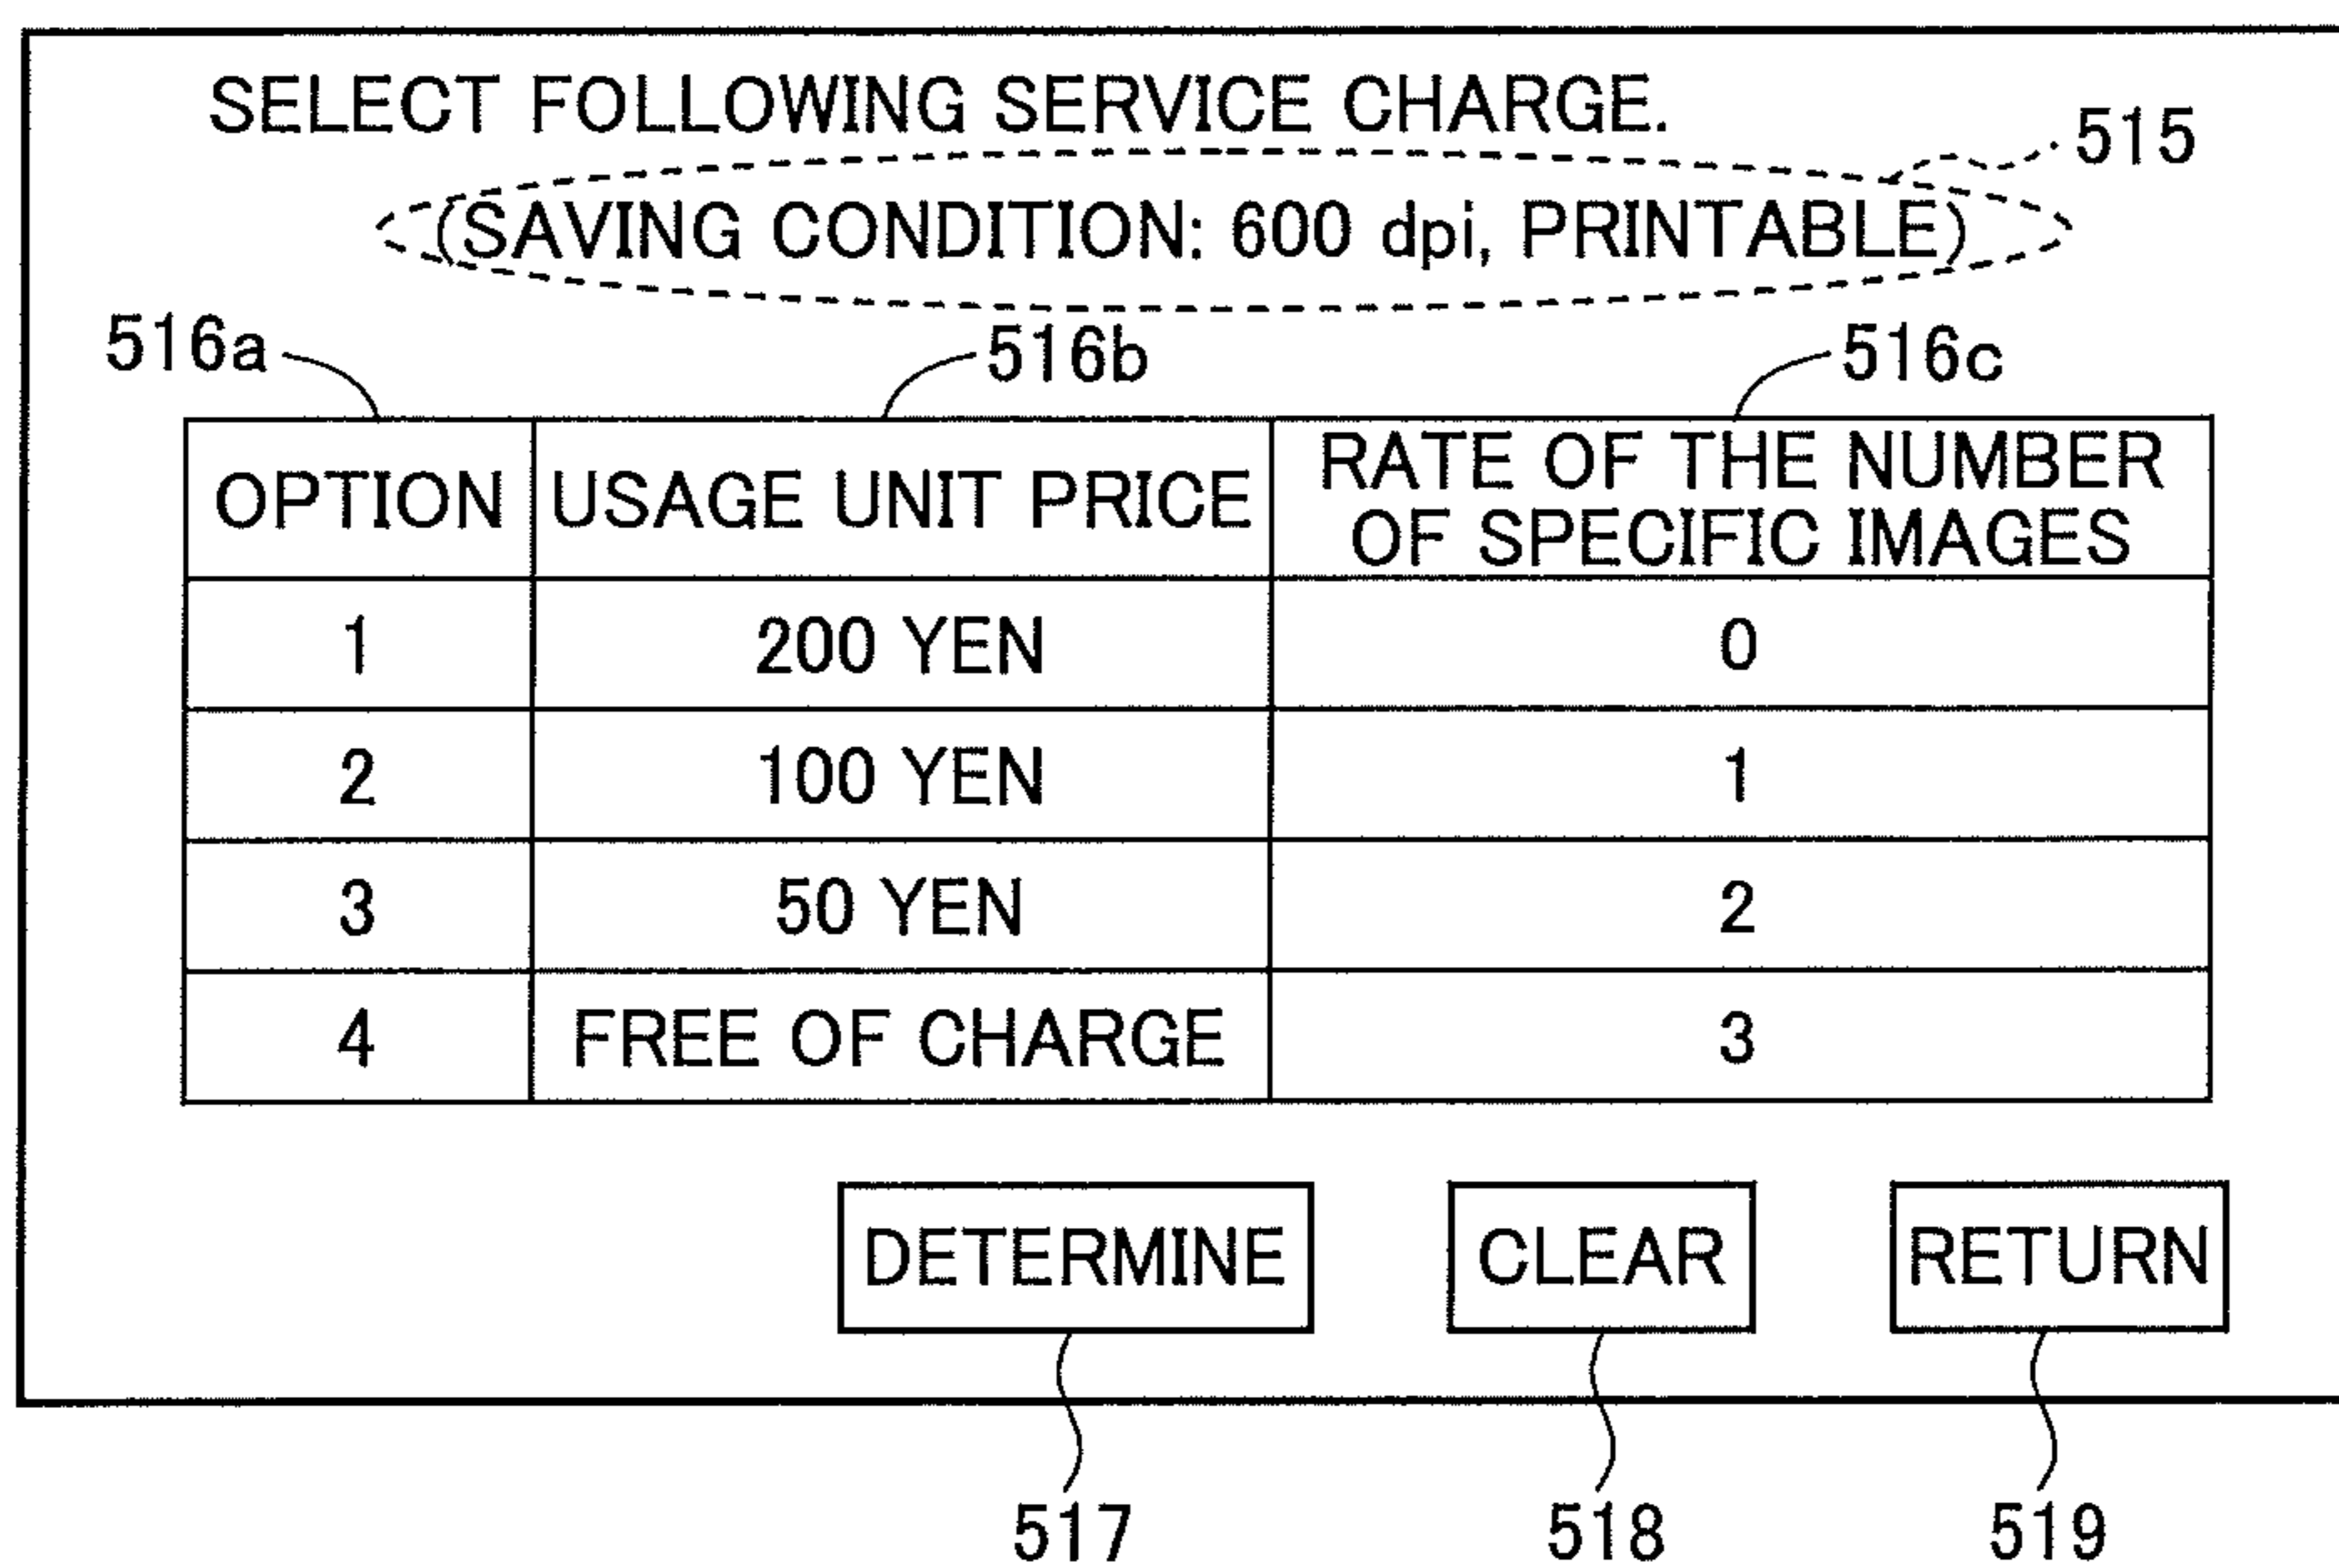 SELECT FOLLOWING SERVICE CHARGE.
515
(SAVING CONDITION: 600 dpi, PRINTABLE)
516a 516b 516c
OPTION USAGE UNIT PRICE RATE OF THE NUMBER
OF SPECIFIC IMAGES
1 200 YEN 0
2 100 YEN 1
3 50 YEN 2
4 FREE OF CHARGE 3
DETERMINE CLEAR RETURN
517 518 519